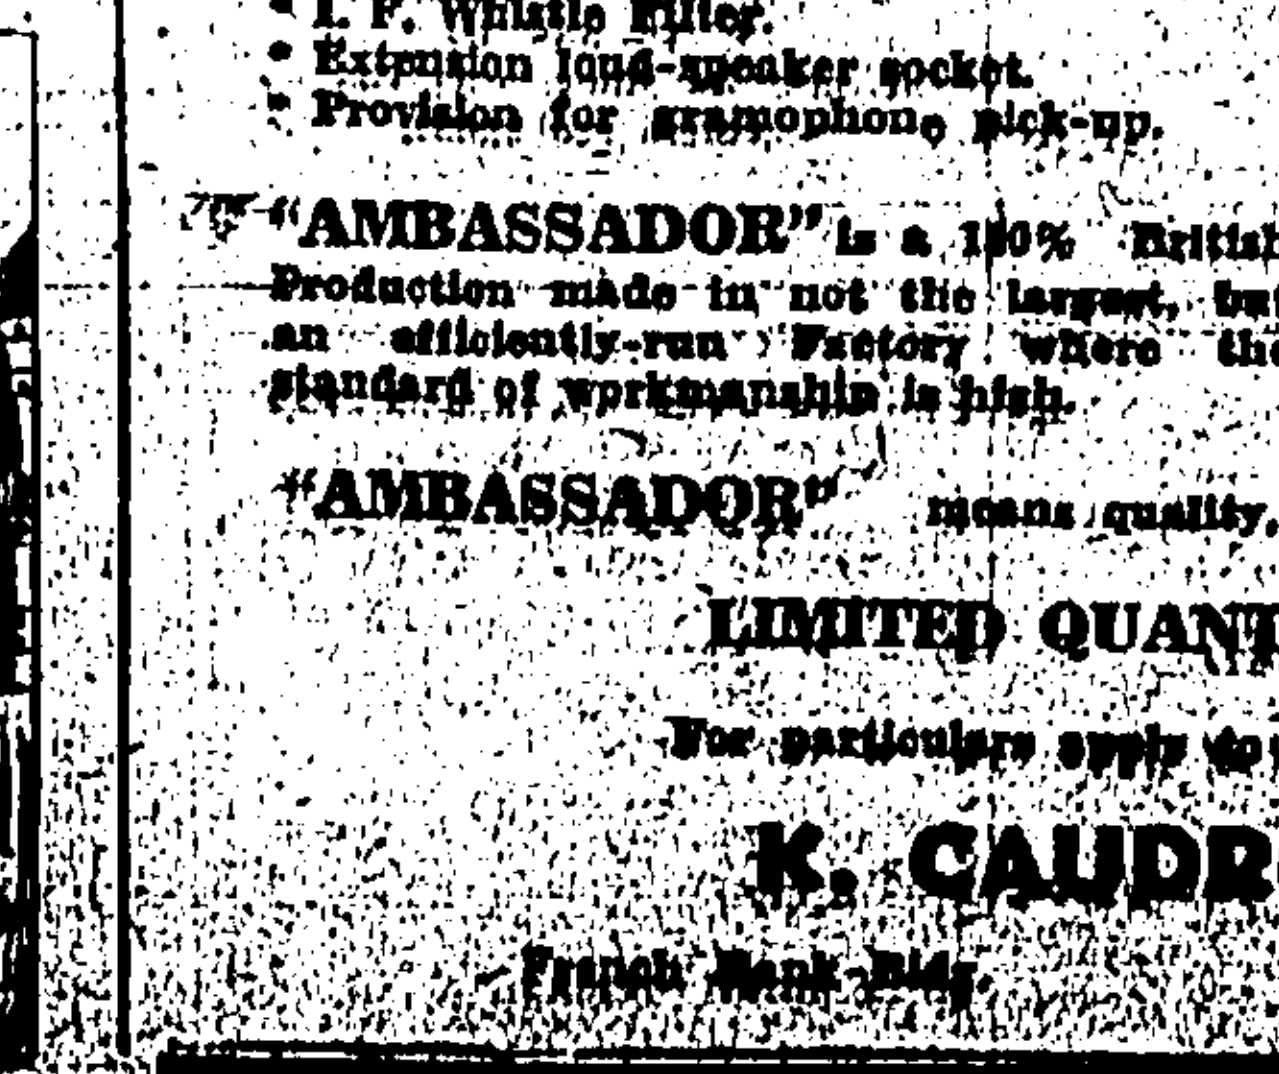 • I. F. Whistle Filter.
• Extension loud-speaker socket.
• Provision for gramophone pick-up.
"AMBASSADOR" is a 100% British
Production made in not the largest, but
an efficiently-run Factory where the
standard of workmanship is high.
"AMBASSADOR" means quality.
LIMITED QUANT
For particulars apply to
K. CAUDR
French Bank Bldg.